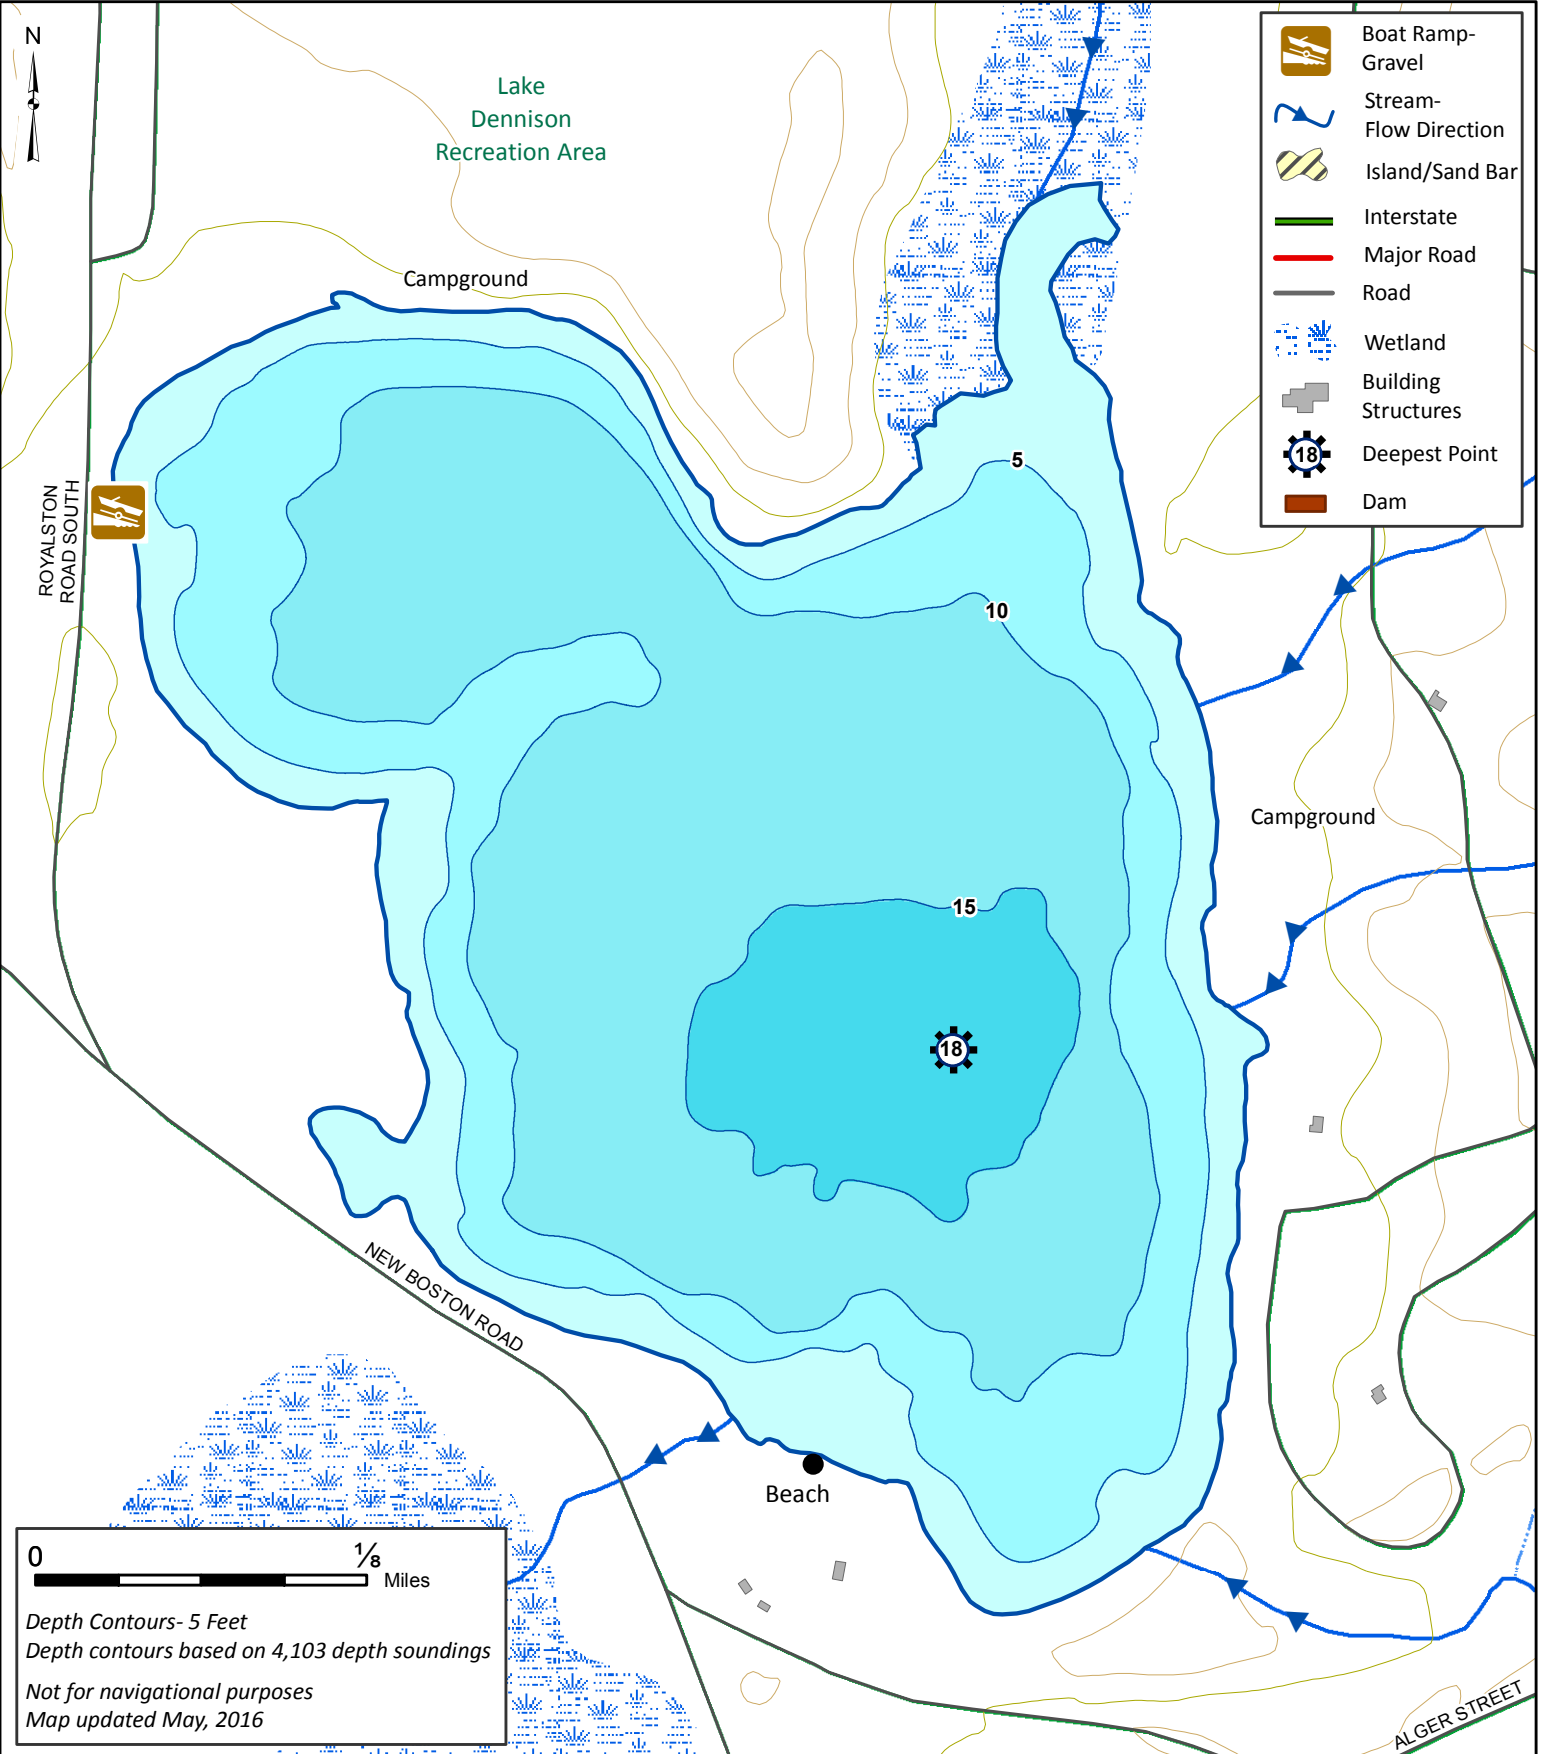 N
Lake
Dennison
Recreation Area
Campground
Boat Ramp-
Gravel
Stream-
Flow Direction
Island/Sand Bar
Interstate
Major Road
Road
Wetland
Building
Structures
18
Deepest Point
Dam
5
ROYALSTON
ROAD SOUTH
10
Campground
15
18
NEW BOSTON ROAD
Beach
0
⅛
Miles
Depth Contours- 5 Feet
Depth contours based on 4,103 depth soundings
Not for navigational purposes
Map updated May, 2016
ALGER STREET